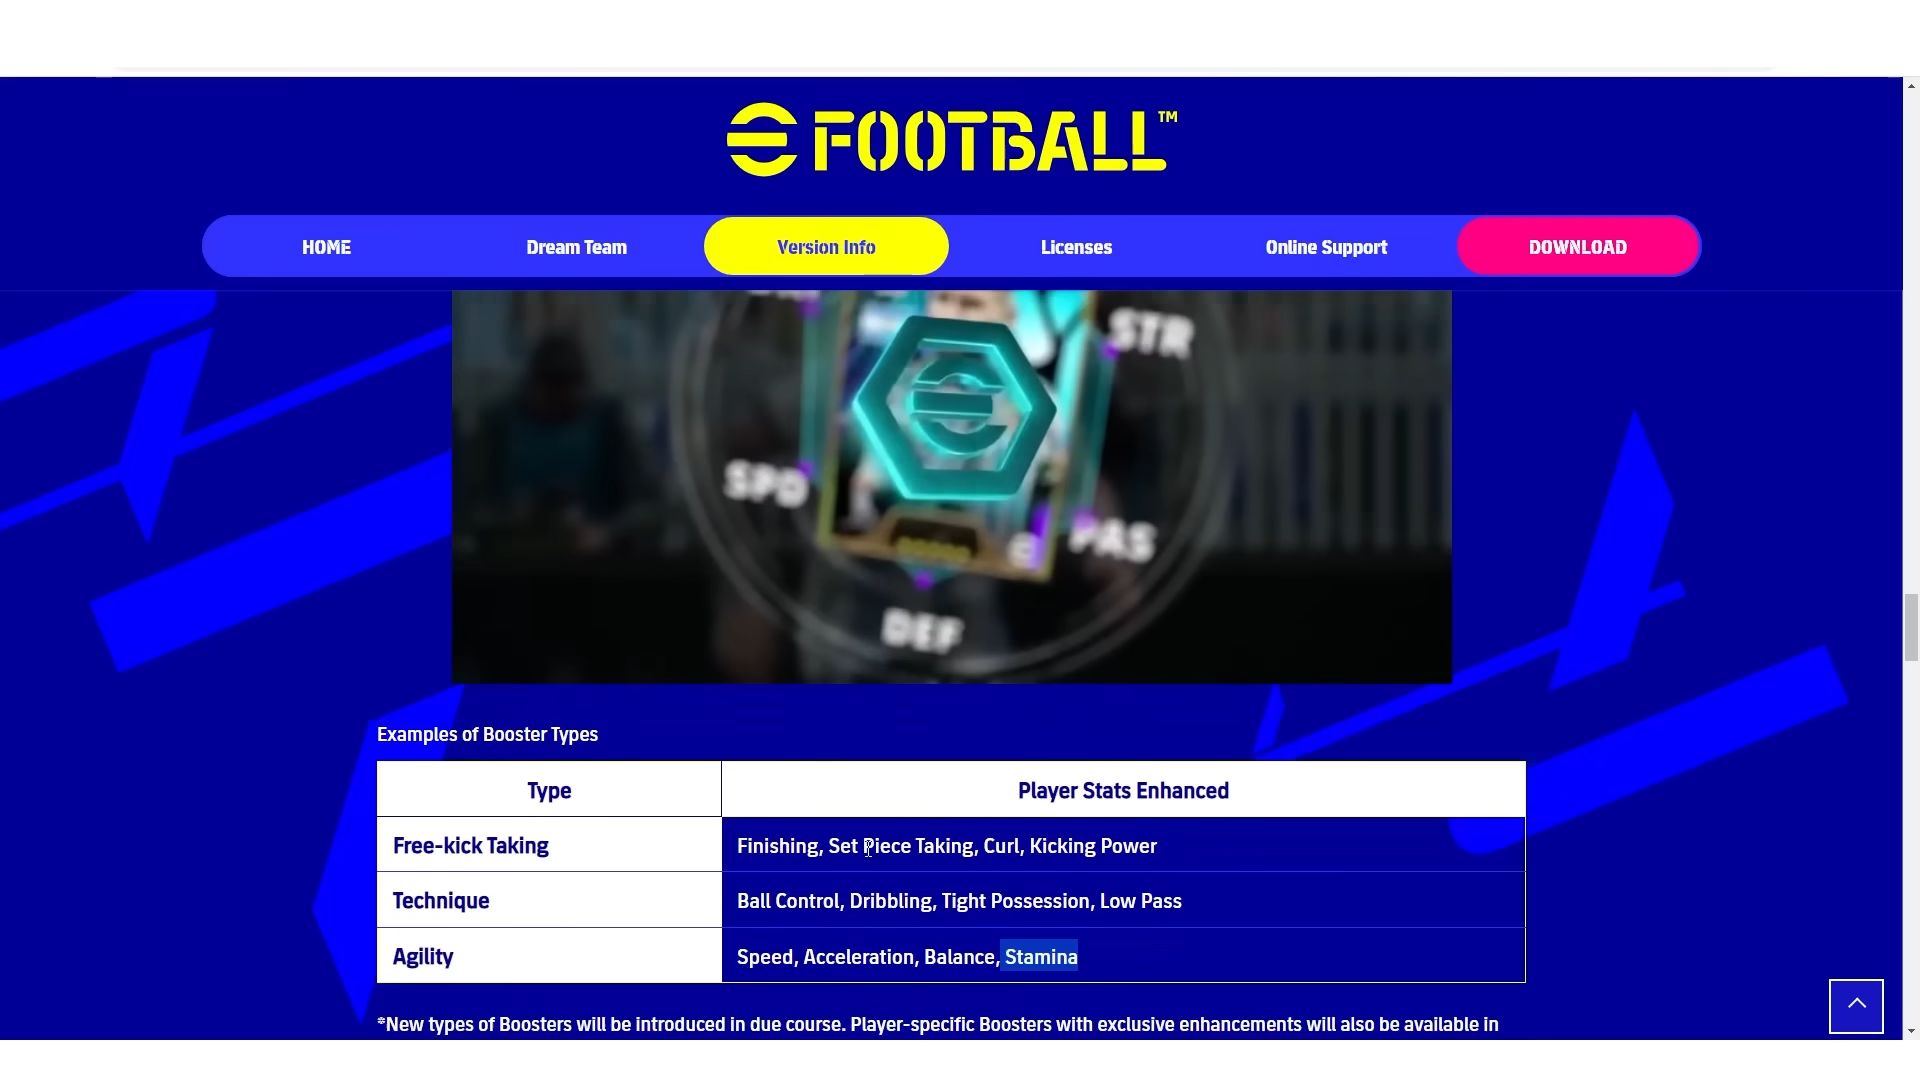 FOOTBALL™
HOME Dream Team Version Info Licenses Online Support DOWNLOAD
STR
SPD
PAS
DEF
Examples of Booster Types
Type Player Stats Enhanced
Free-kick Taking Finishing, Set Piece Taking, Curl, Kicking Power
Technique Ball Control, Dribbling, Tight Possession, Low Pass
Agility Speed, Acceleration, Balance, Stamina
*New types of Boosters will be introduced in due course. Player-specific Boosters with exclusive enhancements will also be available in